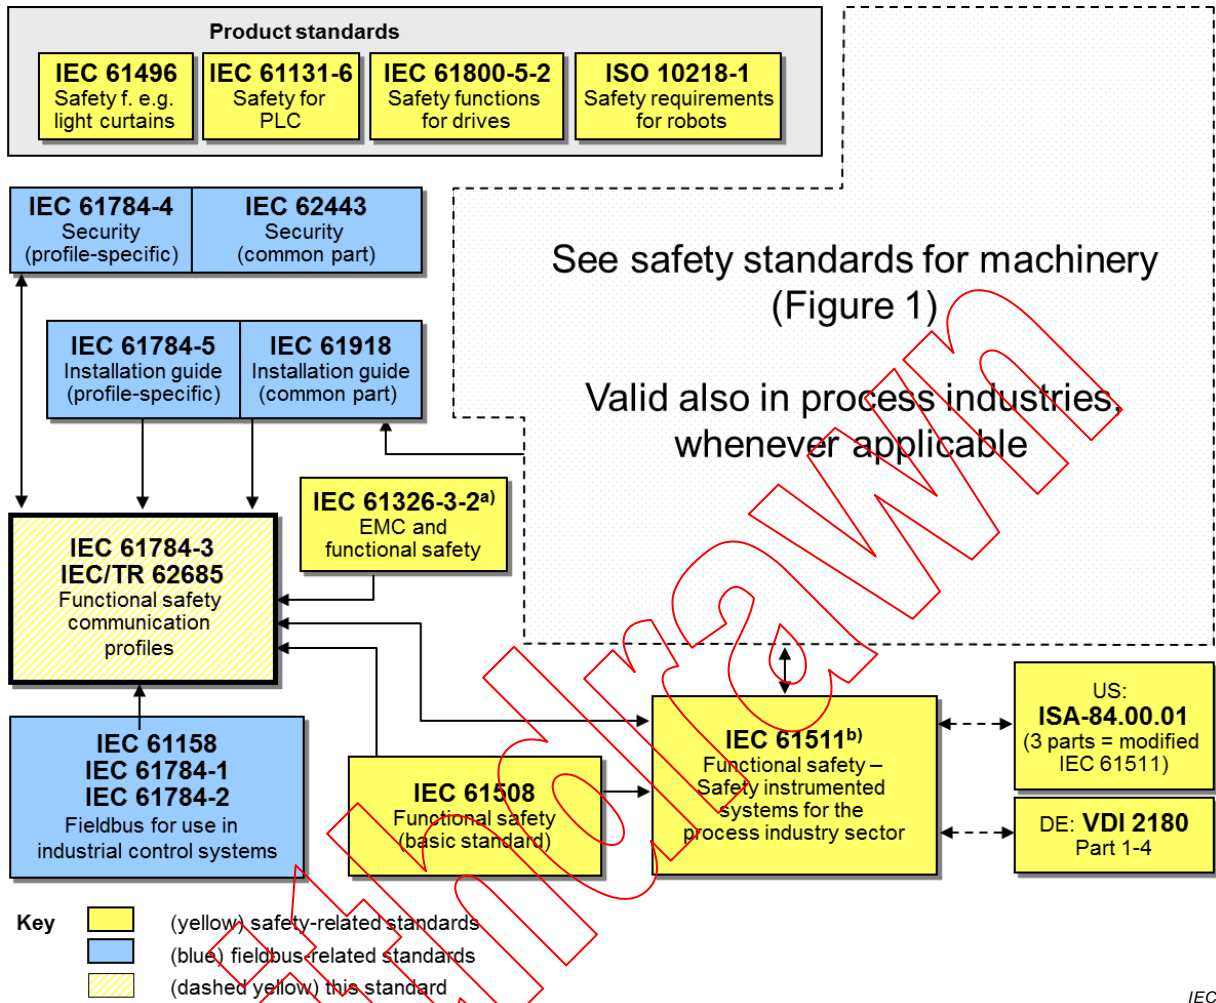 Product standards
IEC 61496
Safety f. e.g.
light curtains
IEC 61131-6
Safety for
PLC
IEC 61800-5-2
Safety functions
for drives
ISO 10218-1
Safety requirements
for robots
IEC 61784-4
Security
(profile-specific)
IEC 62443
Security
(common part)
See safety standards for machinery
(Figure 1)
Valid also in process industries,
whenever applicable
IEC 61784-5
Installation guide
(profile-specific)
IEC 61918
Installation guide
(common part)
IEC 61326-3-2a)
EMC and
functional safety
IEC 61784-3
IEC/TR 62685
Functional safety
communication
profiles
IEC 61158
IEC 61784-1
IEC 61784-2
Fieldbus for use in
industrial control systems
IEC 61508
Functional safety
(basic standard)
IEC 61511b)
Functional safety –
Safety instrumented
systems for the
process industry sector
US:
ISA-84.00.01
(3 parts = modified
IEC 61511)
DE: VDI 2180
Part 1-4
Key
(yellow) safety-related standards
(blue) fieldbus-related standards
(dashed yellow) this standard
IEC
thdrawn